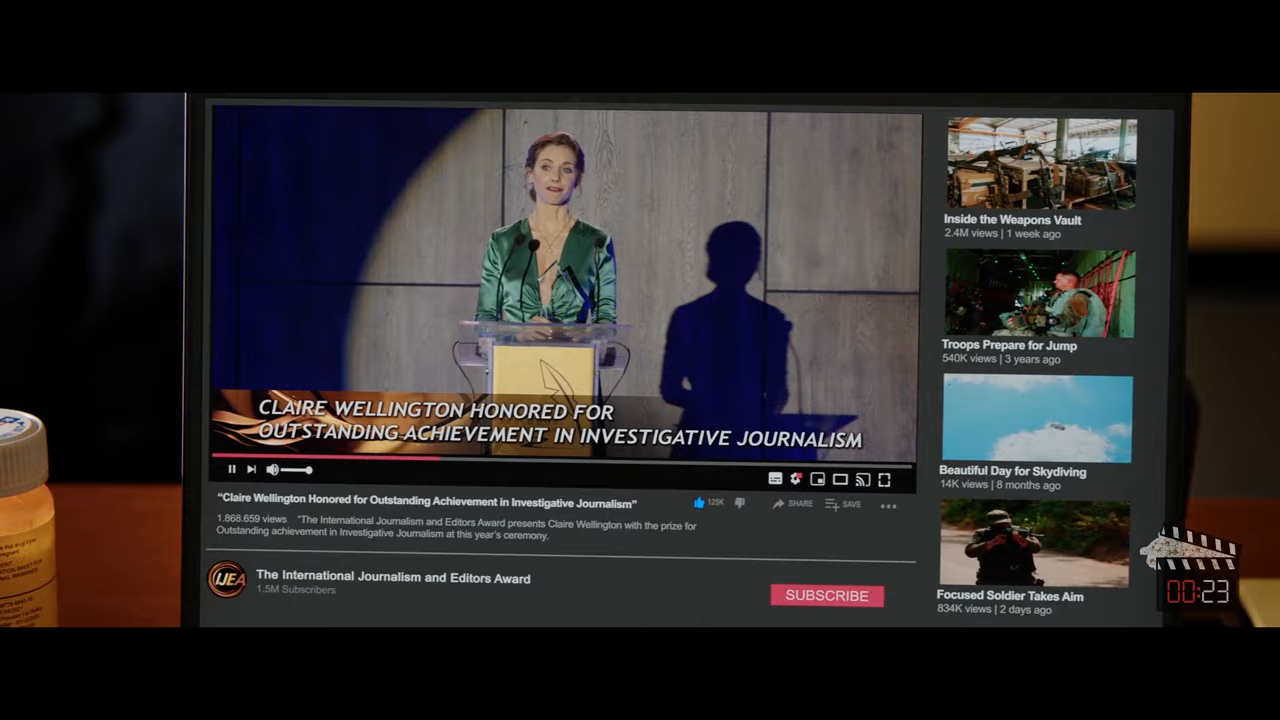 CLAIRE WELLINGTON HONORED FOR
OUTSTANDING ACHIEVEMENT IN INVESTIGATIVE JOURNALISM
"Claire Wellington Honored for Outstanding Achievement in Investigative Journalism"
125K
SHARE
SAVE
1.868.659 views "The International Journalism and Editors Award presents Claire Wellington with the prize for
Outstanding achievement in Investigative Journalism at this year's ceremony.
IJEA
The International Journalism and Editors Award
1.5M Subscribers
SUBSCRIBE
Inside the Weapons Vault
2.4M views | 1 week ago
Troops Prepare for Jump
540K views | 3 years ago
Beautiful Day for Skydiving
14K views | 8 months ago
Focused Soldier Takes Aim
834K views | 2 days ago
00:23